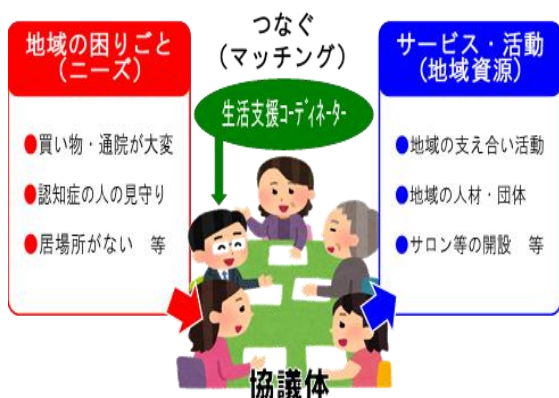 地域の困りごと
(ニーズ)
●買い物・通院が大変
●認知症の人の見守り
●居場所がない　等
つなぐ
(マッチング)
生活支援ｺｰﾃﾞｨﾈｰﾀｰ
協議体
サービス・活動
(地域資源)
●地域の支え合い活動
●地域の人材・団体
●サロン等の開設　等